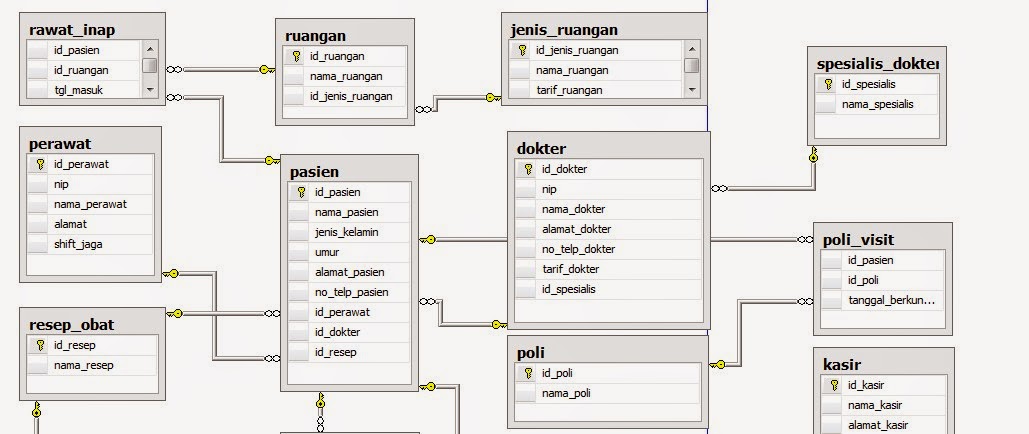 rawat_inap
id_pasien
id_ruangan
tgl_masuk
ruangan
id_ruangan
nama_ruangan
id_jenis_ruangan
jenis_ruangan
id_jenis_ruangan
nama_ruangan
tarif_ruangan
spesialis_dokter
id_spesialis
nama_spesialis
perawat
id_perawat
nip
nama_perawat
alamat
shift_jaga
pasien
id_pasien
nama_pasien
jenis_kelamin
umur
alamat_pasien
no_telp_pasien
id_perawat
id_dokter
id_resep
dokter
id_dokter
nip
nama_dokter
alamat_dokter
no_telp_dokter
tarif_dokter
id_spesialis
poli_visit
id_pasien
id_poli
tanggal_berkun...
resep_obat
id_resep
nama_resep
poli
id_poli
nama_poli
kasir
id_kasir
nama_kasir
alamat_kasir